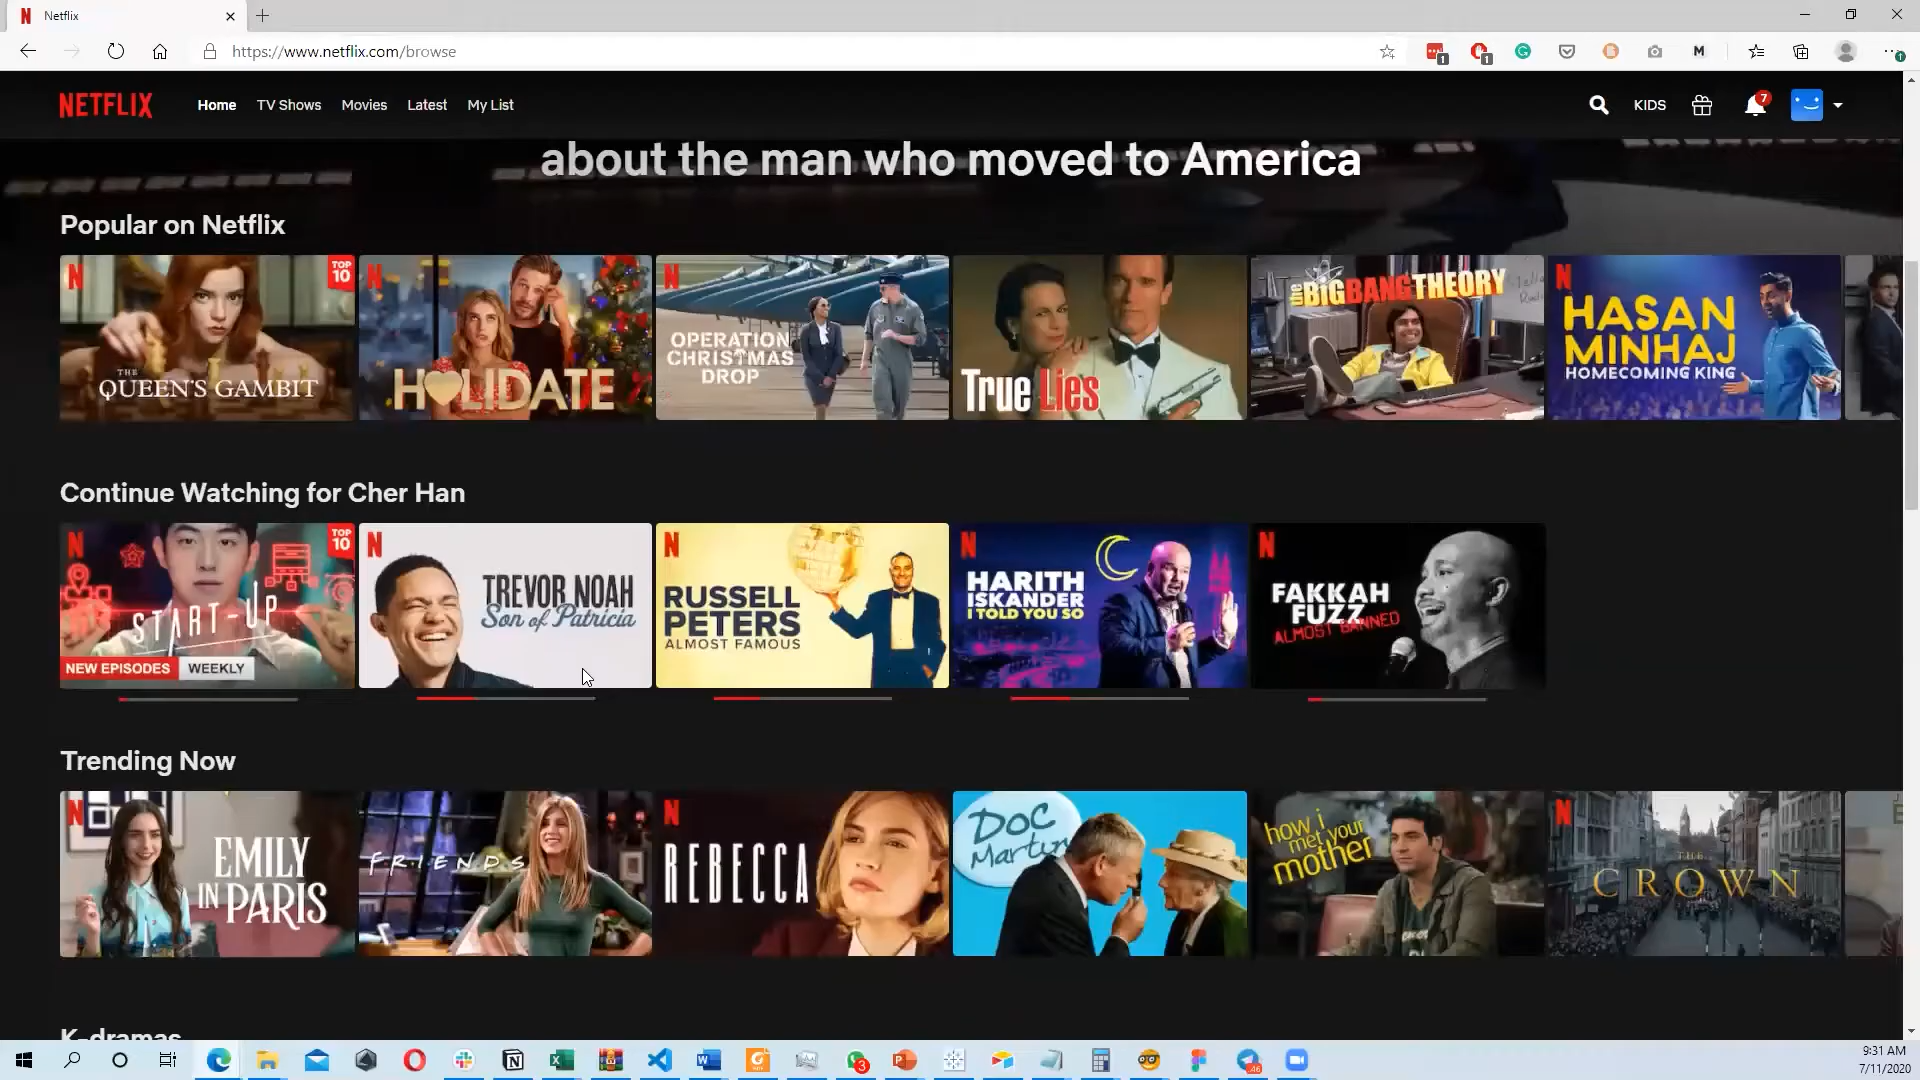 Netflix
https://www.netflix.com/browse
1
1
M
NETFLIX
Home
TV Shows
Movies
Latest
My List
KIDS
7
about the man who moved to America
Popular on Netflix
N
TOP
10
THE
QUEEN'S GAMBIT
N
HOLIDATE
N
OPERATION
CHRISTMAS
DROP
True Lies
the BIG BANG THEORY
N
HASAN
MINHAJ
HOMECOMING KING
Continue Watching for Cher Han
N
TOP
10
START-UP
NEW EPISODES WEEKLY
N
TREVOR NOAH
Son of Patricia
N
RUSSELL
PETERS
ALMOST FAMOUS
N
HARITH
ISKANDER
I TOLD YOU SO
N
FAKKAH
FUZZ
ALMOST BANNED
Trending Now
N
EMILY
IN PARIS
FRIENDS
N
REBECCA
Doc
Martin
how i
met your
mother
N
THE
CROWN
K-dramas
3
46
9:31 AM
7/11/2020